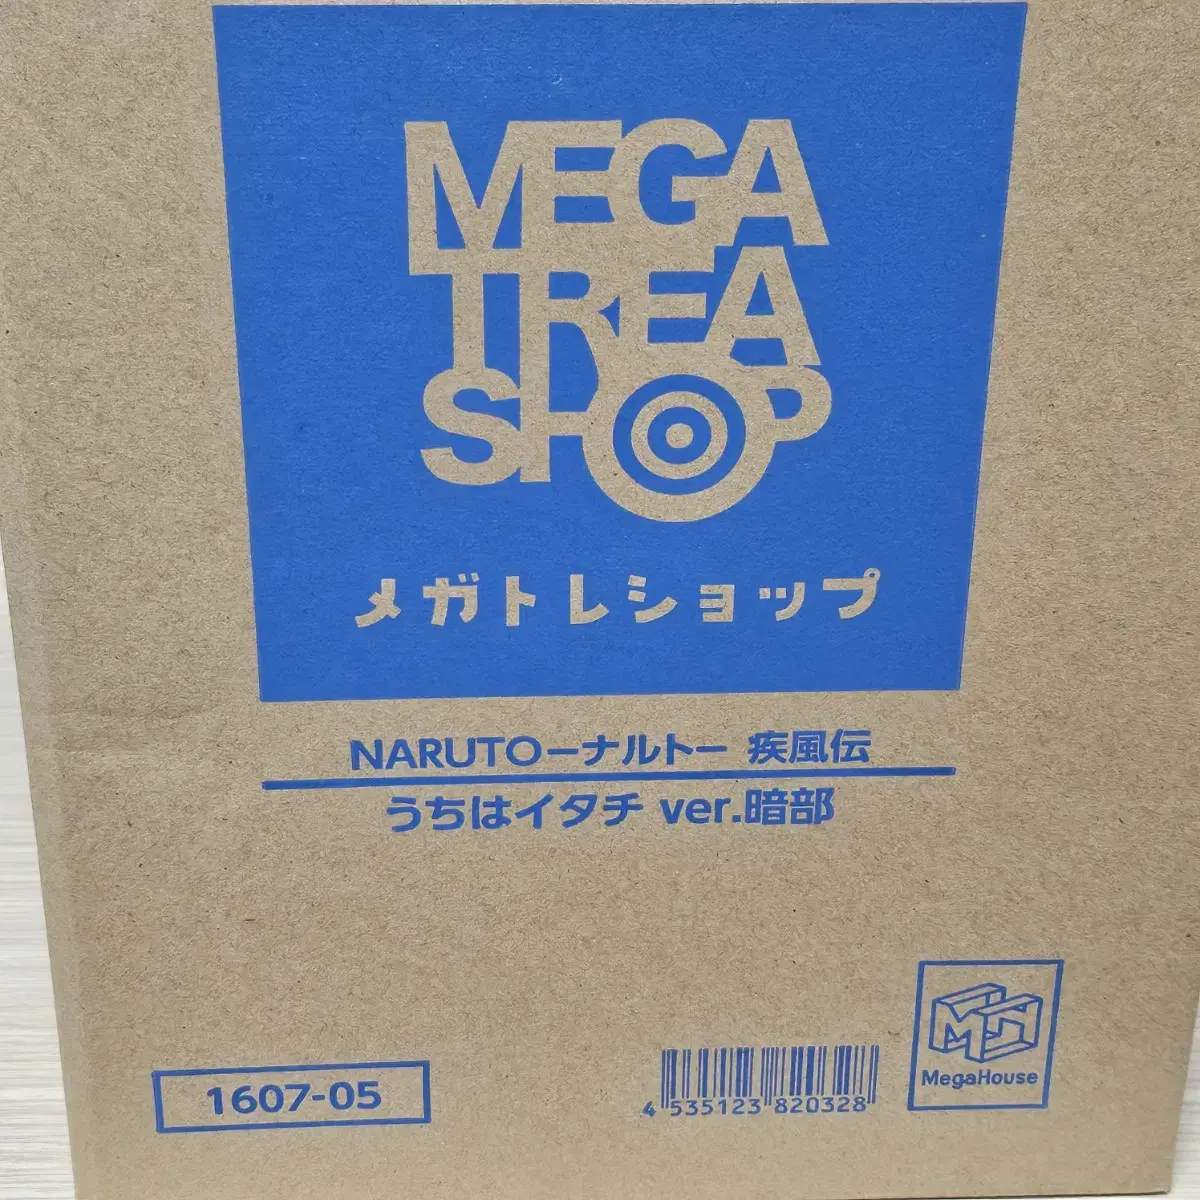 MEGA
TREA
SHOP
メガトレショップ
NARUTOーナルトー 疾風伝
うちはイタチ ver.暗部
MH
MegaHouse
1607-05
4 535123 820328